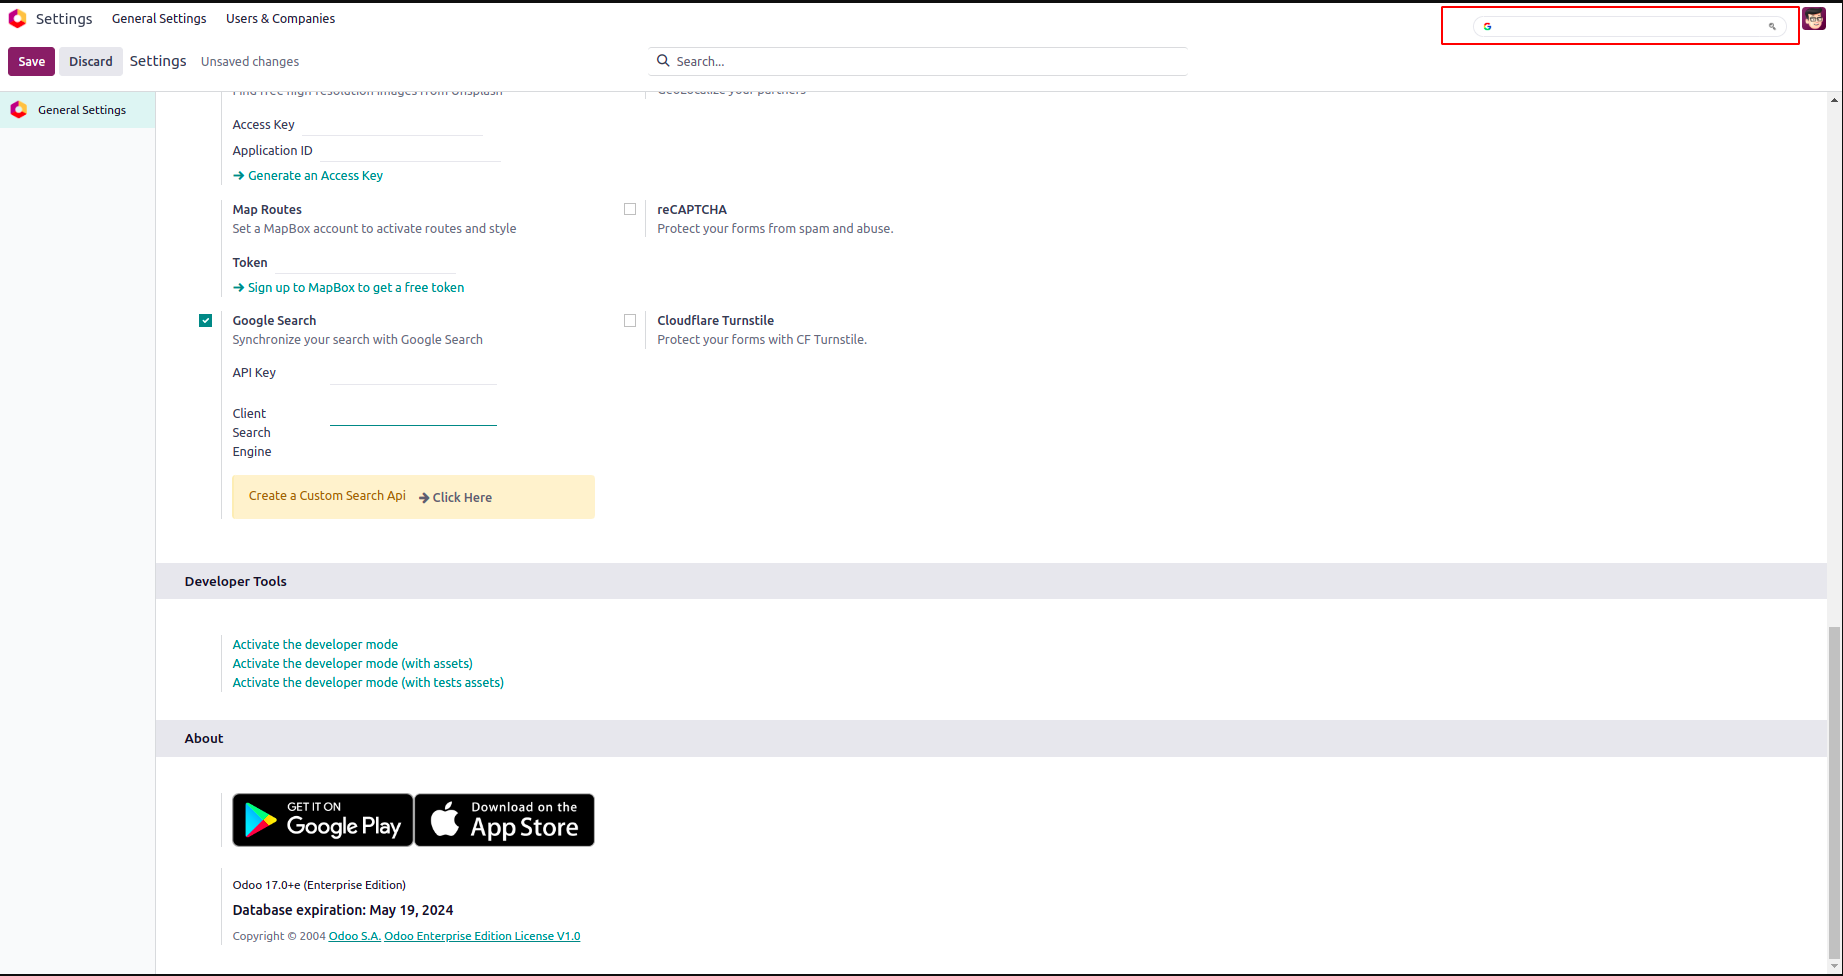 Settings General Settings Users & Companies
Save Discard Settings Unsaved changes Search...
General Settings
Find free high-resolution images from Unsplash Geolocalize your partners
Access Key
Application ID
Generate an Access Key
Map Routes reCAPTCHA
Set a MapBox account to activate routes and style Protect your forms from spam and abuse.
Token
Sign up to MapBox to get a free token
Google Search Cloudflare Turnstile
Synchronize your search with Google Search Protect your forms with CF Turnstile.
API Key
Client
Search
Engine
Create a Custom Search Api Click Here
Developer Tools
Activate the developer mode
Activate the developer mode (with assets)
Activate the developer mode (with tests assets)
About
GET IT ON
Google Play
Download on the
App Store
Odoo 17.0+e (Enterprise Edition)
Database expiration: May 19, 2024
Copyright © 2004 Odoo S.A. Odoo Enterprise Edition License V1.0